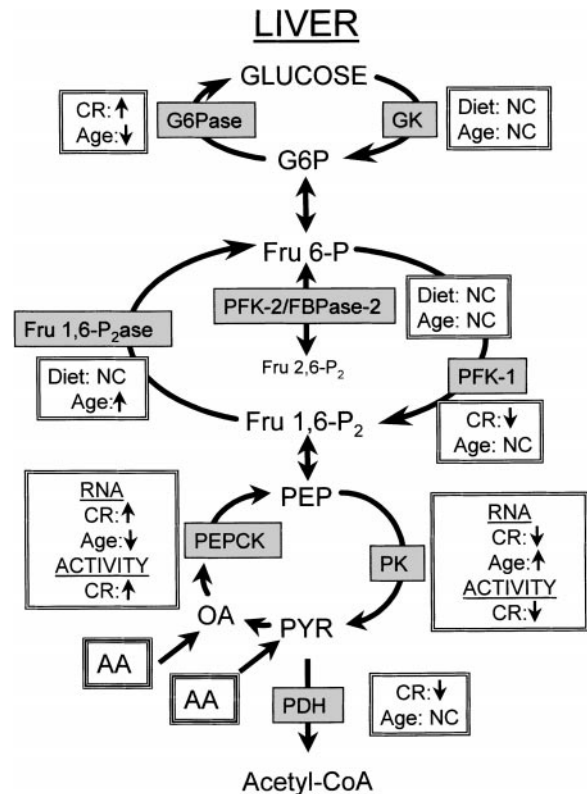 LIVER
GLUCOSE
CR:↑
Age:↓
G6Pase
GK
Diet: NC
Age: NC
G6P
Fru 6-P
PFK-2/FBPase-2
Diet: NC
Age: NC
Fru 1,6-P₂ase
Fru 2,6-P₂
PFK-1
Diet: NC
Age:↑
Fru 1,6-P₂
CR:↓
Age: NC
PEP
RNA
CR:↑
Age:↓
ACTIVITY
CR:↑
PEPCK
PK
RNA
CR:↓
Age:↑
ACTIVITY
CR:↓
OA
PYR
AA
AA
PDH
CR:↓
Age: NC
Acetyl-CoA